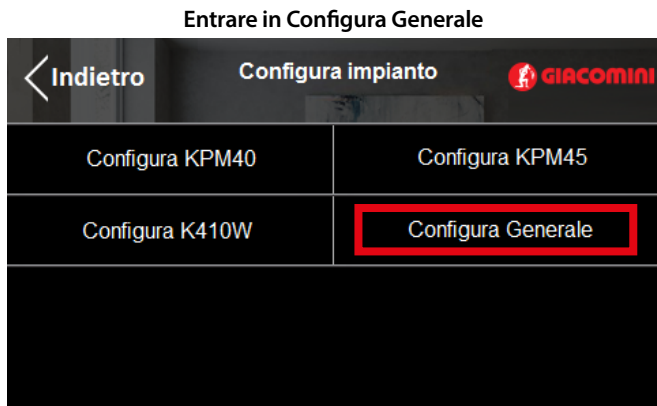 Entrare in Configura Generale
Indietro Configura impianto GIACOMINI
Configura KPM40 Configura KPM45
Configura K410W Configura Generale